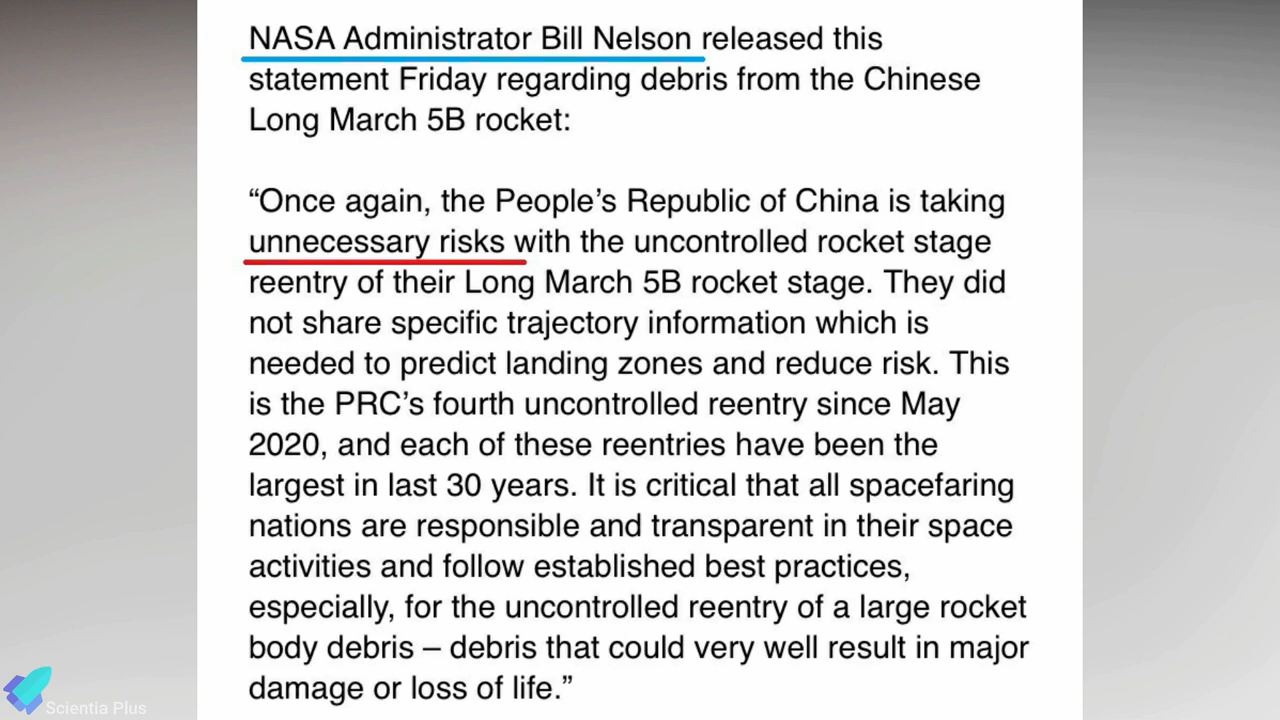 NASA Administrator Bill Nelson released this
statement Friday regarding debris from the Chinese
Long March 5B rocket:
“Once again, the People’s Republic of China is taking
unnecessary risks with the uncontrolled rocket stage
reentry of their Long March 5B rocket stage. They did
not share specific trajectory information which is
needed to predict landing zones and reduce risk. This
is the PRC’s fourth uncontrolled reentry since May
2020, and each of these reentries have been the
largest in last 30 years. It is critical that all spacefaring
nations are responsible and transparent in their space
activities and follow established best practices,
especially, for the uncontrolled reentry of a large rocket
body debris – debris that could very well result in major
damage or loss of life.”
Scientia Plus